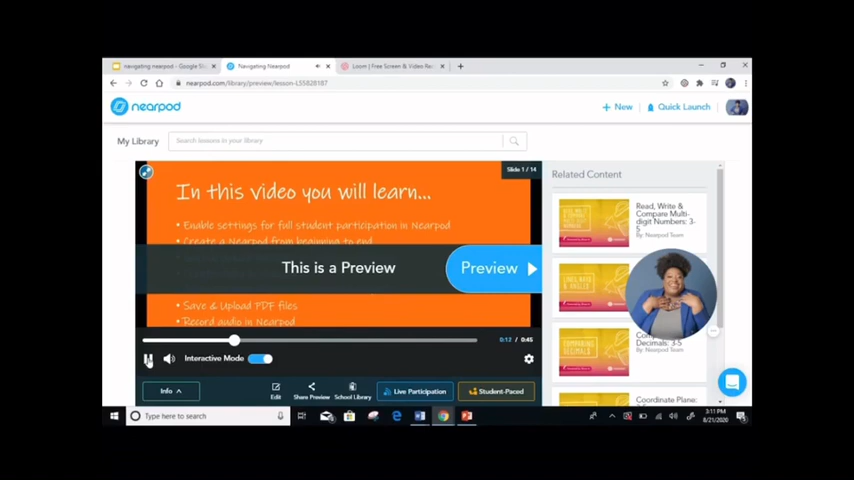 navigating nearpod - Google Sli
Navigating Nearpod
Loom | Free Screen & Video Re
nearpod.com/library/preview/lesson-L55828187
nearpod
+ New
Quick Launch
My Library
Search lessons in your library
Slide 1 / 14
In this video you will learn...
• Enable settings for full student participation in Nearpod
• Create a Nearpod from beginning to end
This is a Preview
Preview
• Save & Upload PDF files
• Record audio in Nearpod
0:12 / 0:45
Interactive Mode
Info
Edit
Share Preview
School Library
Live Participation
Student-Paced
Related Content
Read, Write &
Compare Multi-
digit Numbers: 3-
5
By: Nearpod Team
Decimals: 3-5
By: Nearpod Team
COMPARING
DECIMALS
Coordinate Plane:
Type here to search
3:11 PM
8/21/2020